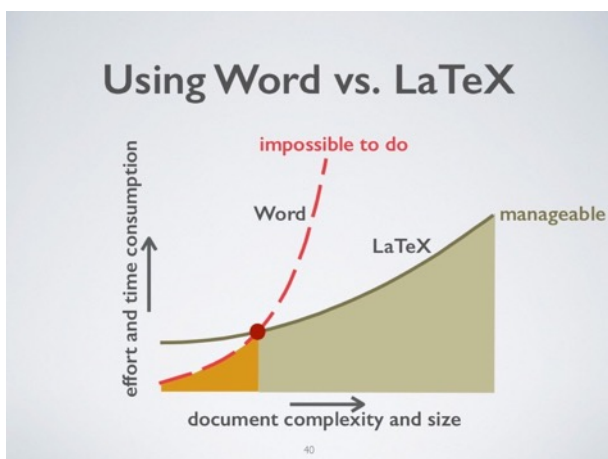 Using Word vs. LaTeX
impossible to do
effort and time consumption
Word
manageable
LaTeX
document complexity and size
40